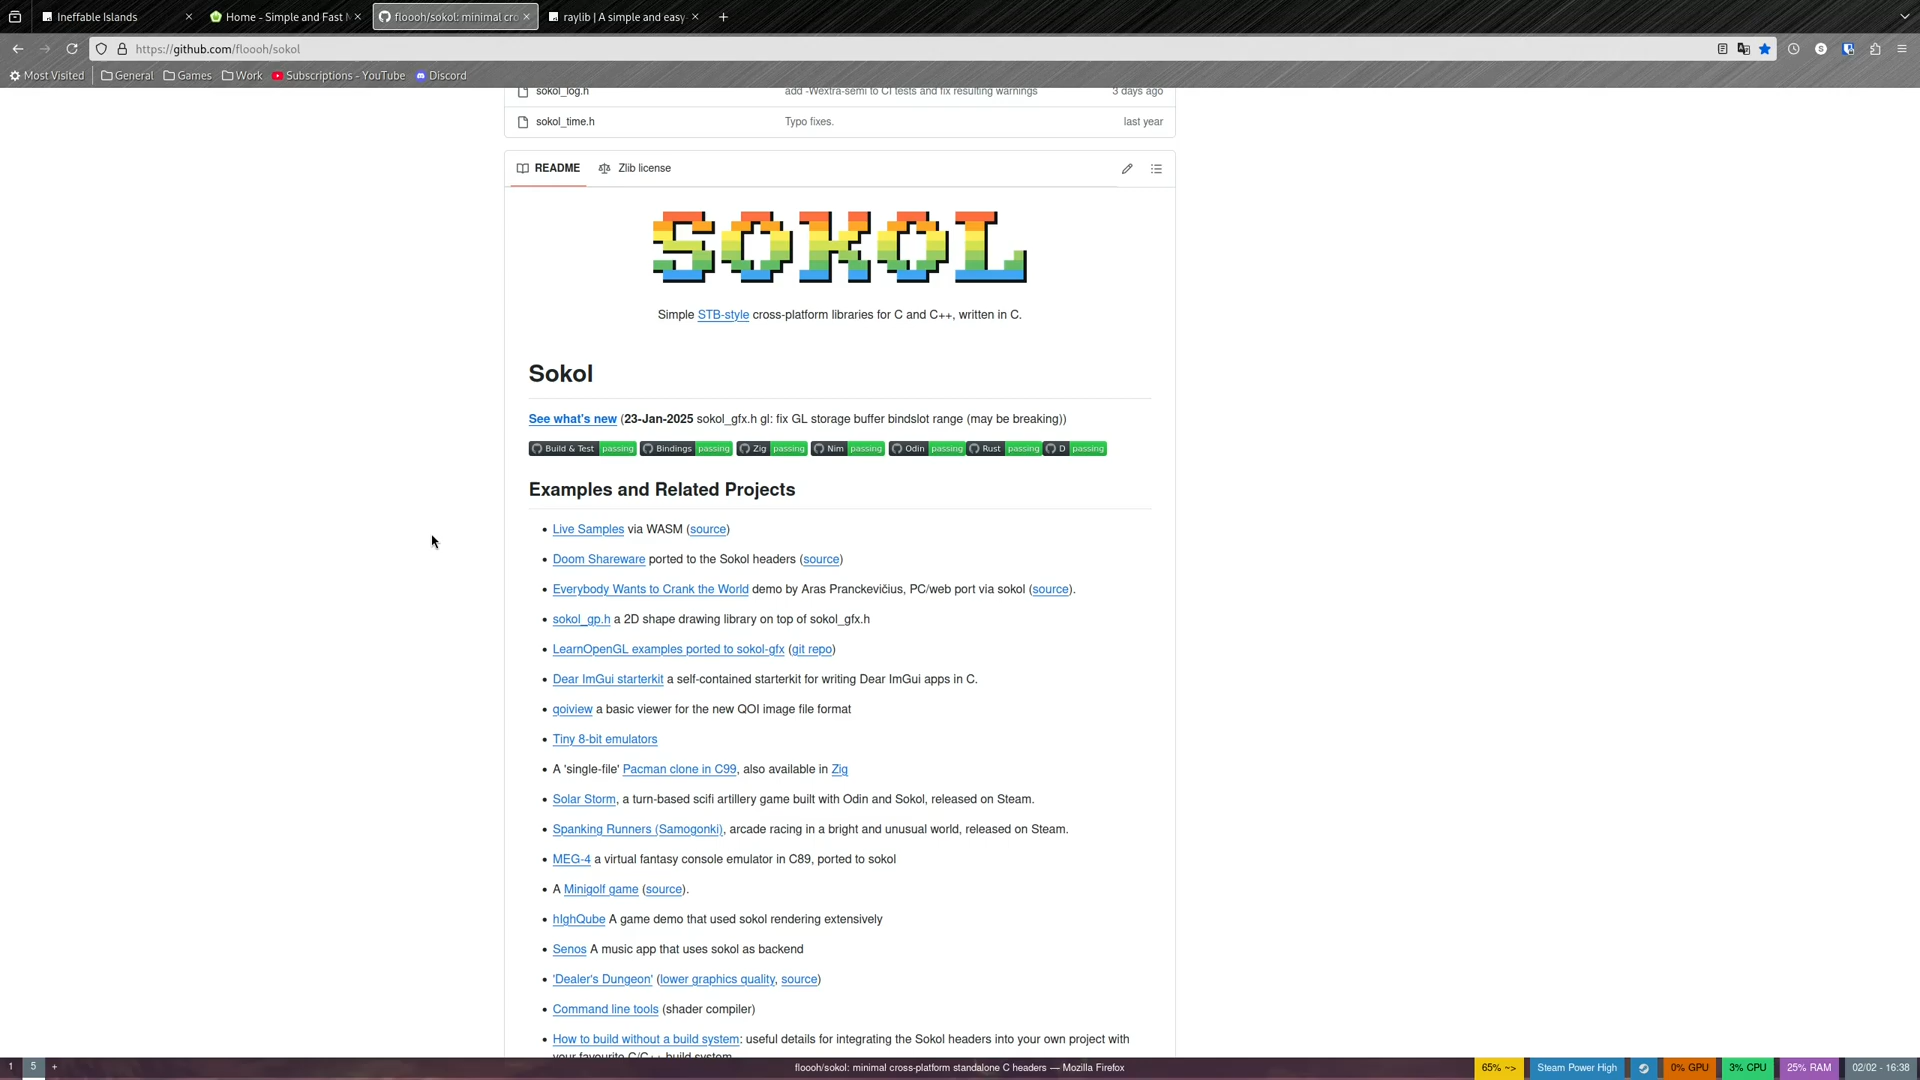 Ineffable Islands
Home - Simple and Fast M
floooh/sokol: minimal cro
raylib | A simple and easy
https://github.com/floooh/sokol
Most Visited
General
Games
Work
Subscriptions - YouTube
Discord
sokol_log.h add -Wextra-semi to CI tests and fix resulting warnings 3 days ago
sokol_time.h Typo fixes. last year
README Zlib license
SOKOL
Simple STB-style cross-platform libraries for C and C++, written in C.
Sokol
See what's new (23-Jan-2025 sokol_gfx.h gl: fix GL storage buffer bindslot range (may be breaking))
Build & Test passing Bindings passing Zig passing Nim passing Odin passing Rust passing D passing
Examples and Related Projects
• Live Samples via WASM (source)
• Doom Shareware ported to the Sokol headers (source)
• Everybody Wants to Crank the World demo by Aras Pranckevičius, PC/web port via sokol (source).
• sokol_gp.h a 2D shape drawing library on top of sokol_gfx.h
• LearnOpenGL examples ported to sokol-gfx (git repo)
• Dear ImGui starterkit a self-contained starterkit for writing Dear ImGui apps in C.
• qoiview a basic viewer for the new QOI image file format
• Tiny 8-bit emulators
• A 'single-file' Pacman clone in C99, also available in Zig
• Solar Storm, a turn-based scifi artillery game built with Odin and Sokol, released on Steam.
• Spanking Runners (Samogonki), arcade racing in a bright and unusual world, released on Steam.
• MEG-4 a virtual fantasy console emulator in C89, ported to sokol
• A Minigolf game (source).
• hIghQube A game demo that used sokol rendering extensively
• Senos A music app that uses sokol as backend
• 'Dealer's Dungeon' (lower graphics quality, source)
• Command line tools (shader compiler)
• How to build without a build system: useful details for integrating the Sokol headers into your own project with
your favourite C/C++ build system
1 5 + floooh/sokol: minimal cross-platform standalone C headers — Mozilla Firefox 65% ~> Steam Power High 0% GPU 3% CPU 25% RAM 02/02 - 16:38